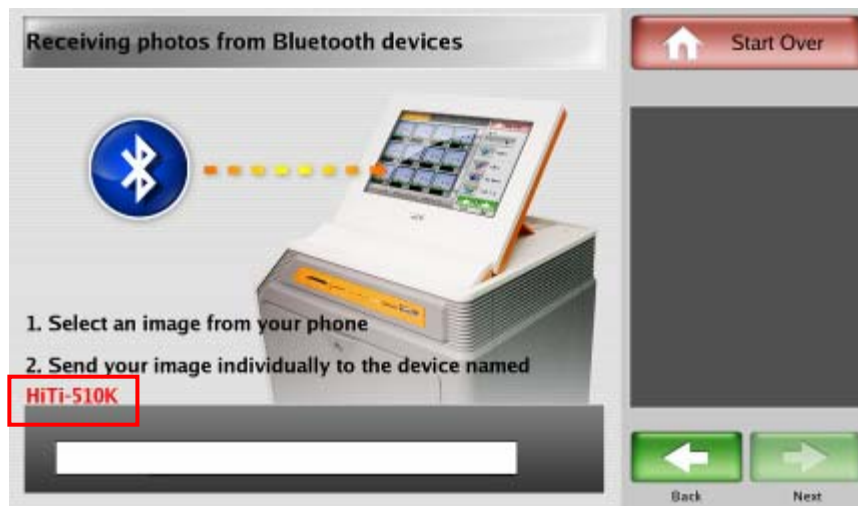 Receiving photos from Bluetooth devices
Start Over
1. Select an image from your phone
2. Send your image individually to the device named
HiTi-510K
Back
Next